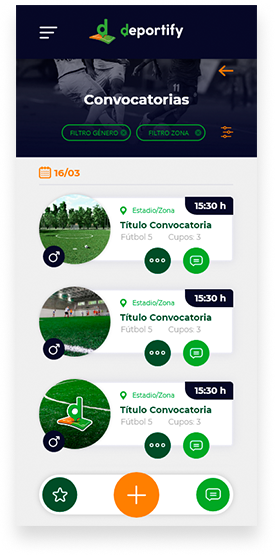 deportify
Convocatorias
FILTRO GÉNERO
FILTRO ZONA
16/03
15:30 h
Estadio/Zona
Título Convocatoria
Fútbol 5 Cupos: 3
15:30 h
Estadio/Zona
Título Convocatoria
Fútbol 5 Cupos: 3
15:30 h
Estadio/Zona
Título Convocatoria
Fútbol 5 Cupos: 3